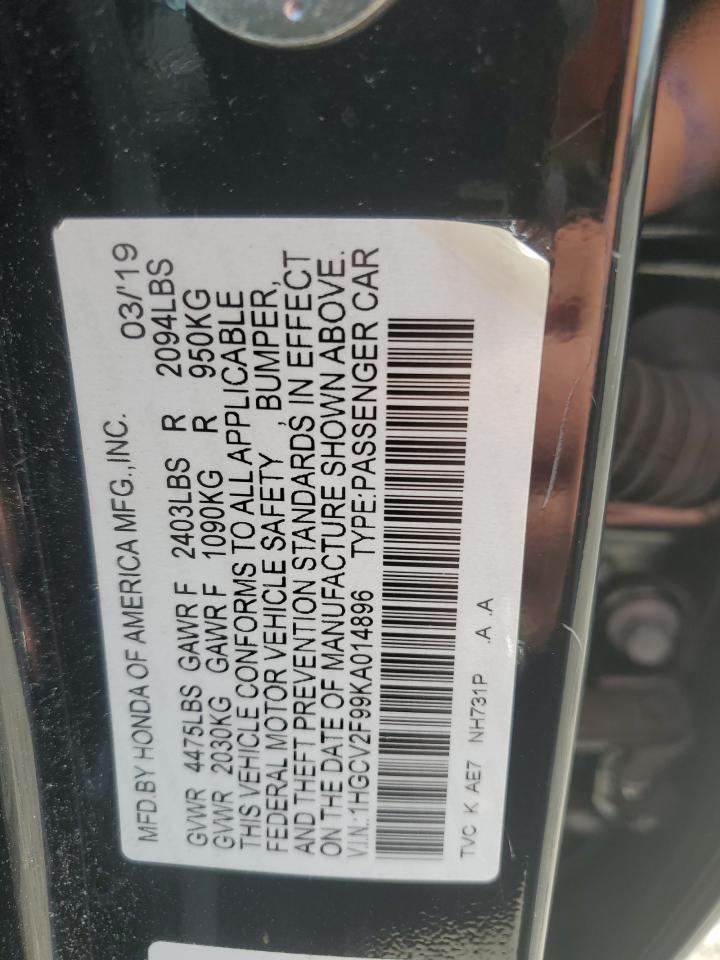 MFD.BY HONDA OF AMERICA MFG.,INC. 03/'19
GVWR 4475LBS GAWR F 2403LBS R 2094LBS
GVWR 2030KG GAWR F 1090KG R 950KG
THIS VEHICLE CONFORMS TO ALL APPLICABLE
FEDERAL MOTOR VEHICLE SAFETY , BUMPER,
AND THEFT PREVENTION STANDARDS IN EFFECT
ON THE DATE OF MANUFACTURE SHOWN ABOVE.
V.I.N.:1HGCV2F99KA014896 TYPE:PASSENGER CAR
TVC K AE7 NH731P .A .A